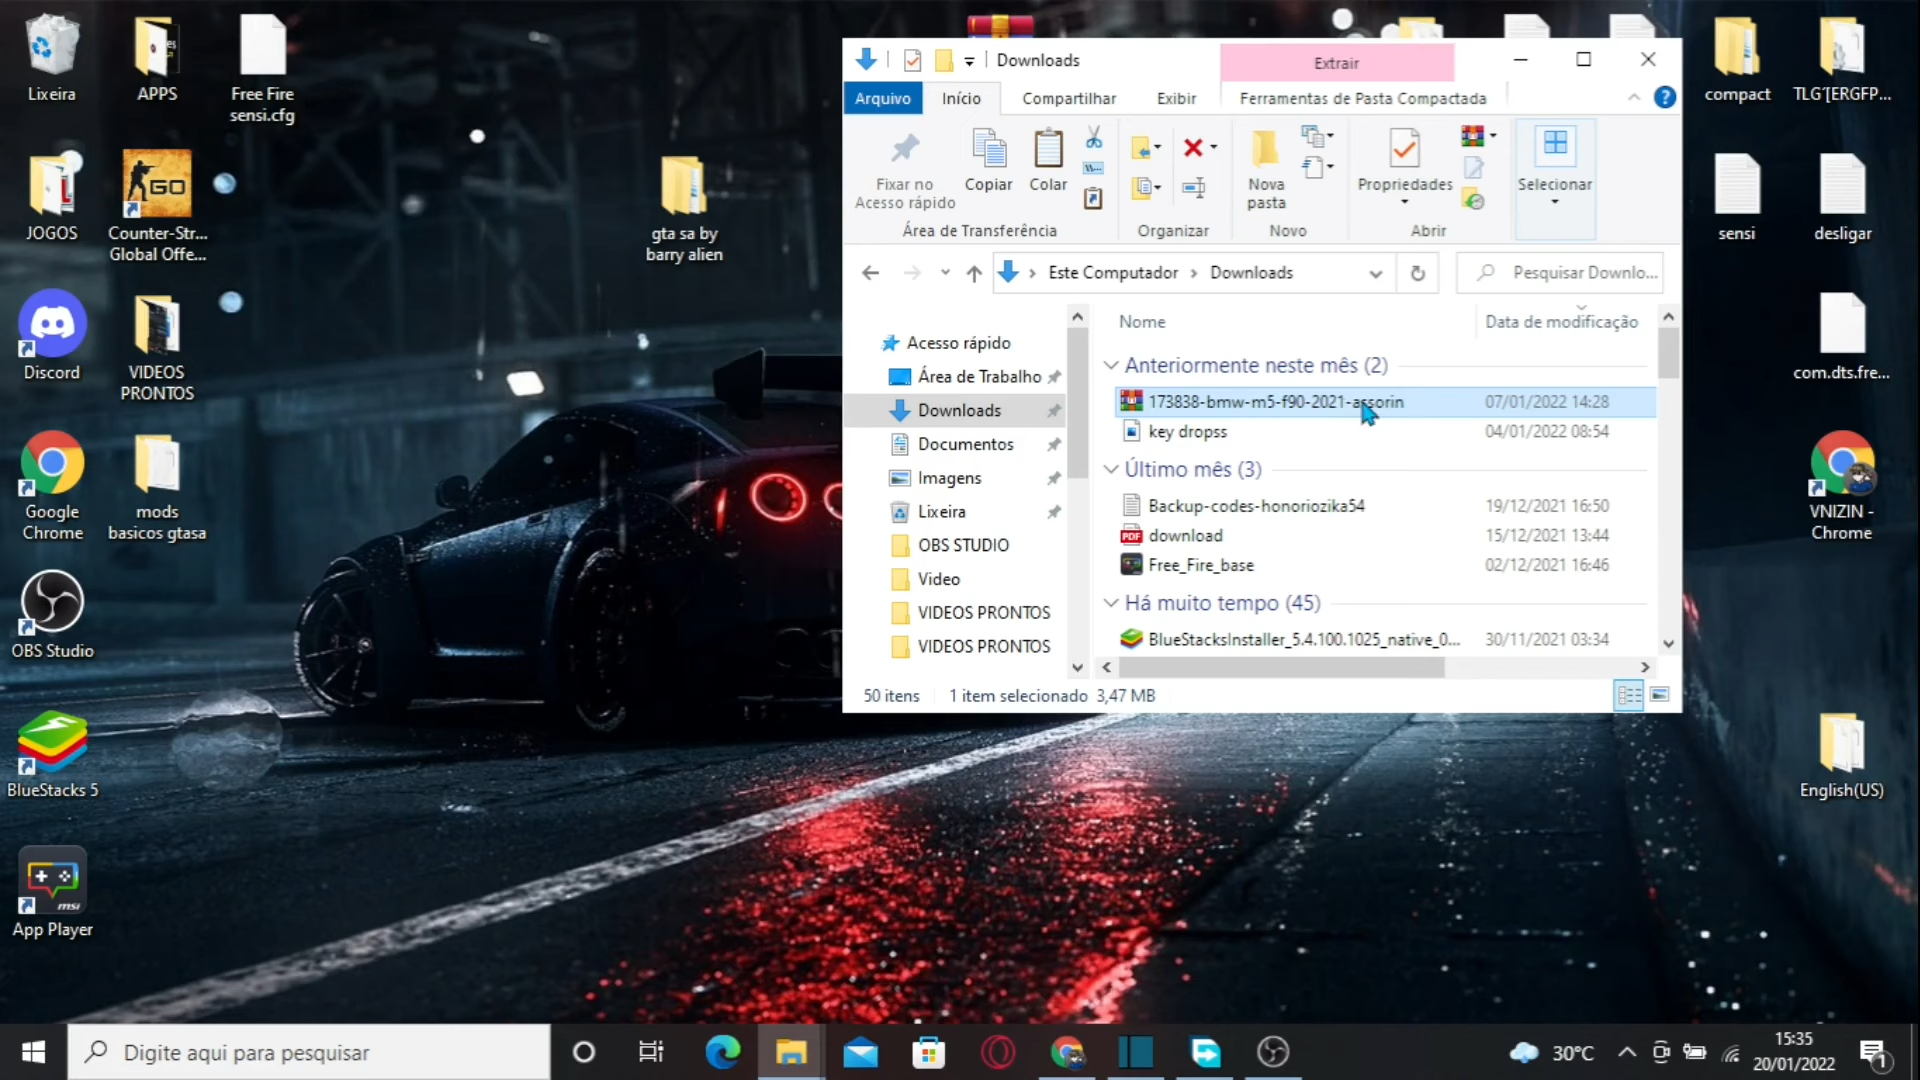 Lixeira
APPS
Free Fire
sensi.cfg
JOGOS
GO
Counter-Str...
Global Offe...
Discord
VIDEOS
PRONTOS
Google
Chrome
mods
basicos gtasa
OBS Studio
BlueStacks 5
msi
App Player
gta sa by
barry alien
Downloads
Extrair
Arquivo
Início
Compartilhar
Exibir
Ferramentas de Pasta Compactada
Fixar no
Acesso rápido
Copiar
Colar
Área de Transferência
Organizar
Nova
pasta
Novo
Propriedades
Abrir
Selecionar
Este Computador
Downloads
Pesquisar Downlo...
Acesso rápido
Área de Trabalho
Downloads
Documentos
Imagens
Lixeira
OBS STUDIO
Video
VIDEOS PRONTOS
VIDEOS PRONTOS
Nome
Data de modificação
Anteriormente neste mês (2)
173838-bmw-m5-f90-2021-assorin
07/01/2022 14:28
key dropss
04/01/2022 08:54
Último mês (3)
Backup-codes-honoriozika54
19/12/2021 16:50
PDF
download
15/12/2021 13:44
Free_Fire_base
02/12/2021 16:46
Há muito tempo (45)
BlueStacksInstaller_5.4.100.1025_native_0...
30/11/2021 03:34
50 itens
1 item selecionado 3,47 MB
compact
TLG´[ERGFP...
sensi
desligar
com.dts.fre...
VNIZIN -
Chrome
English(US)
Digite aqui para pesquisar
30°C
15:35
20/01/2022
1